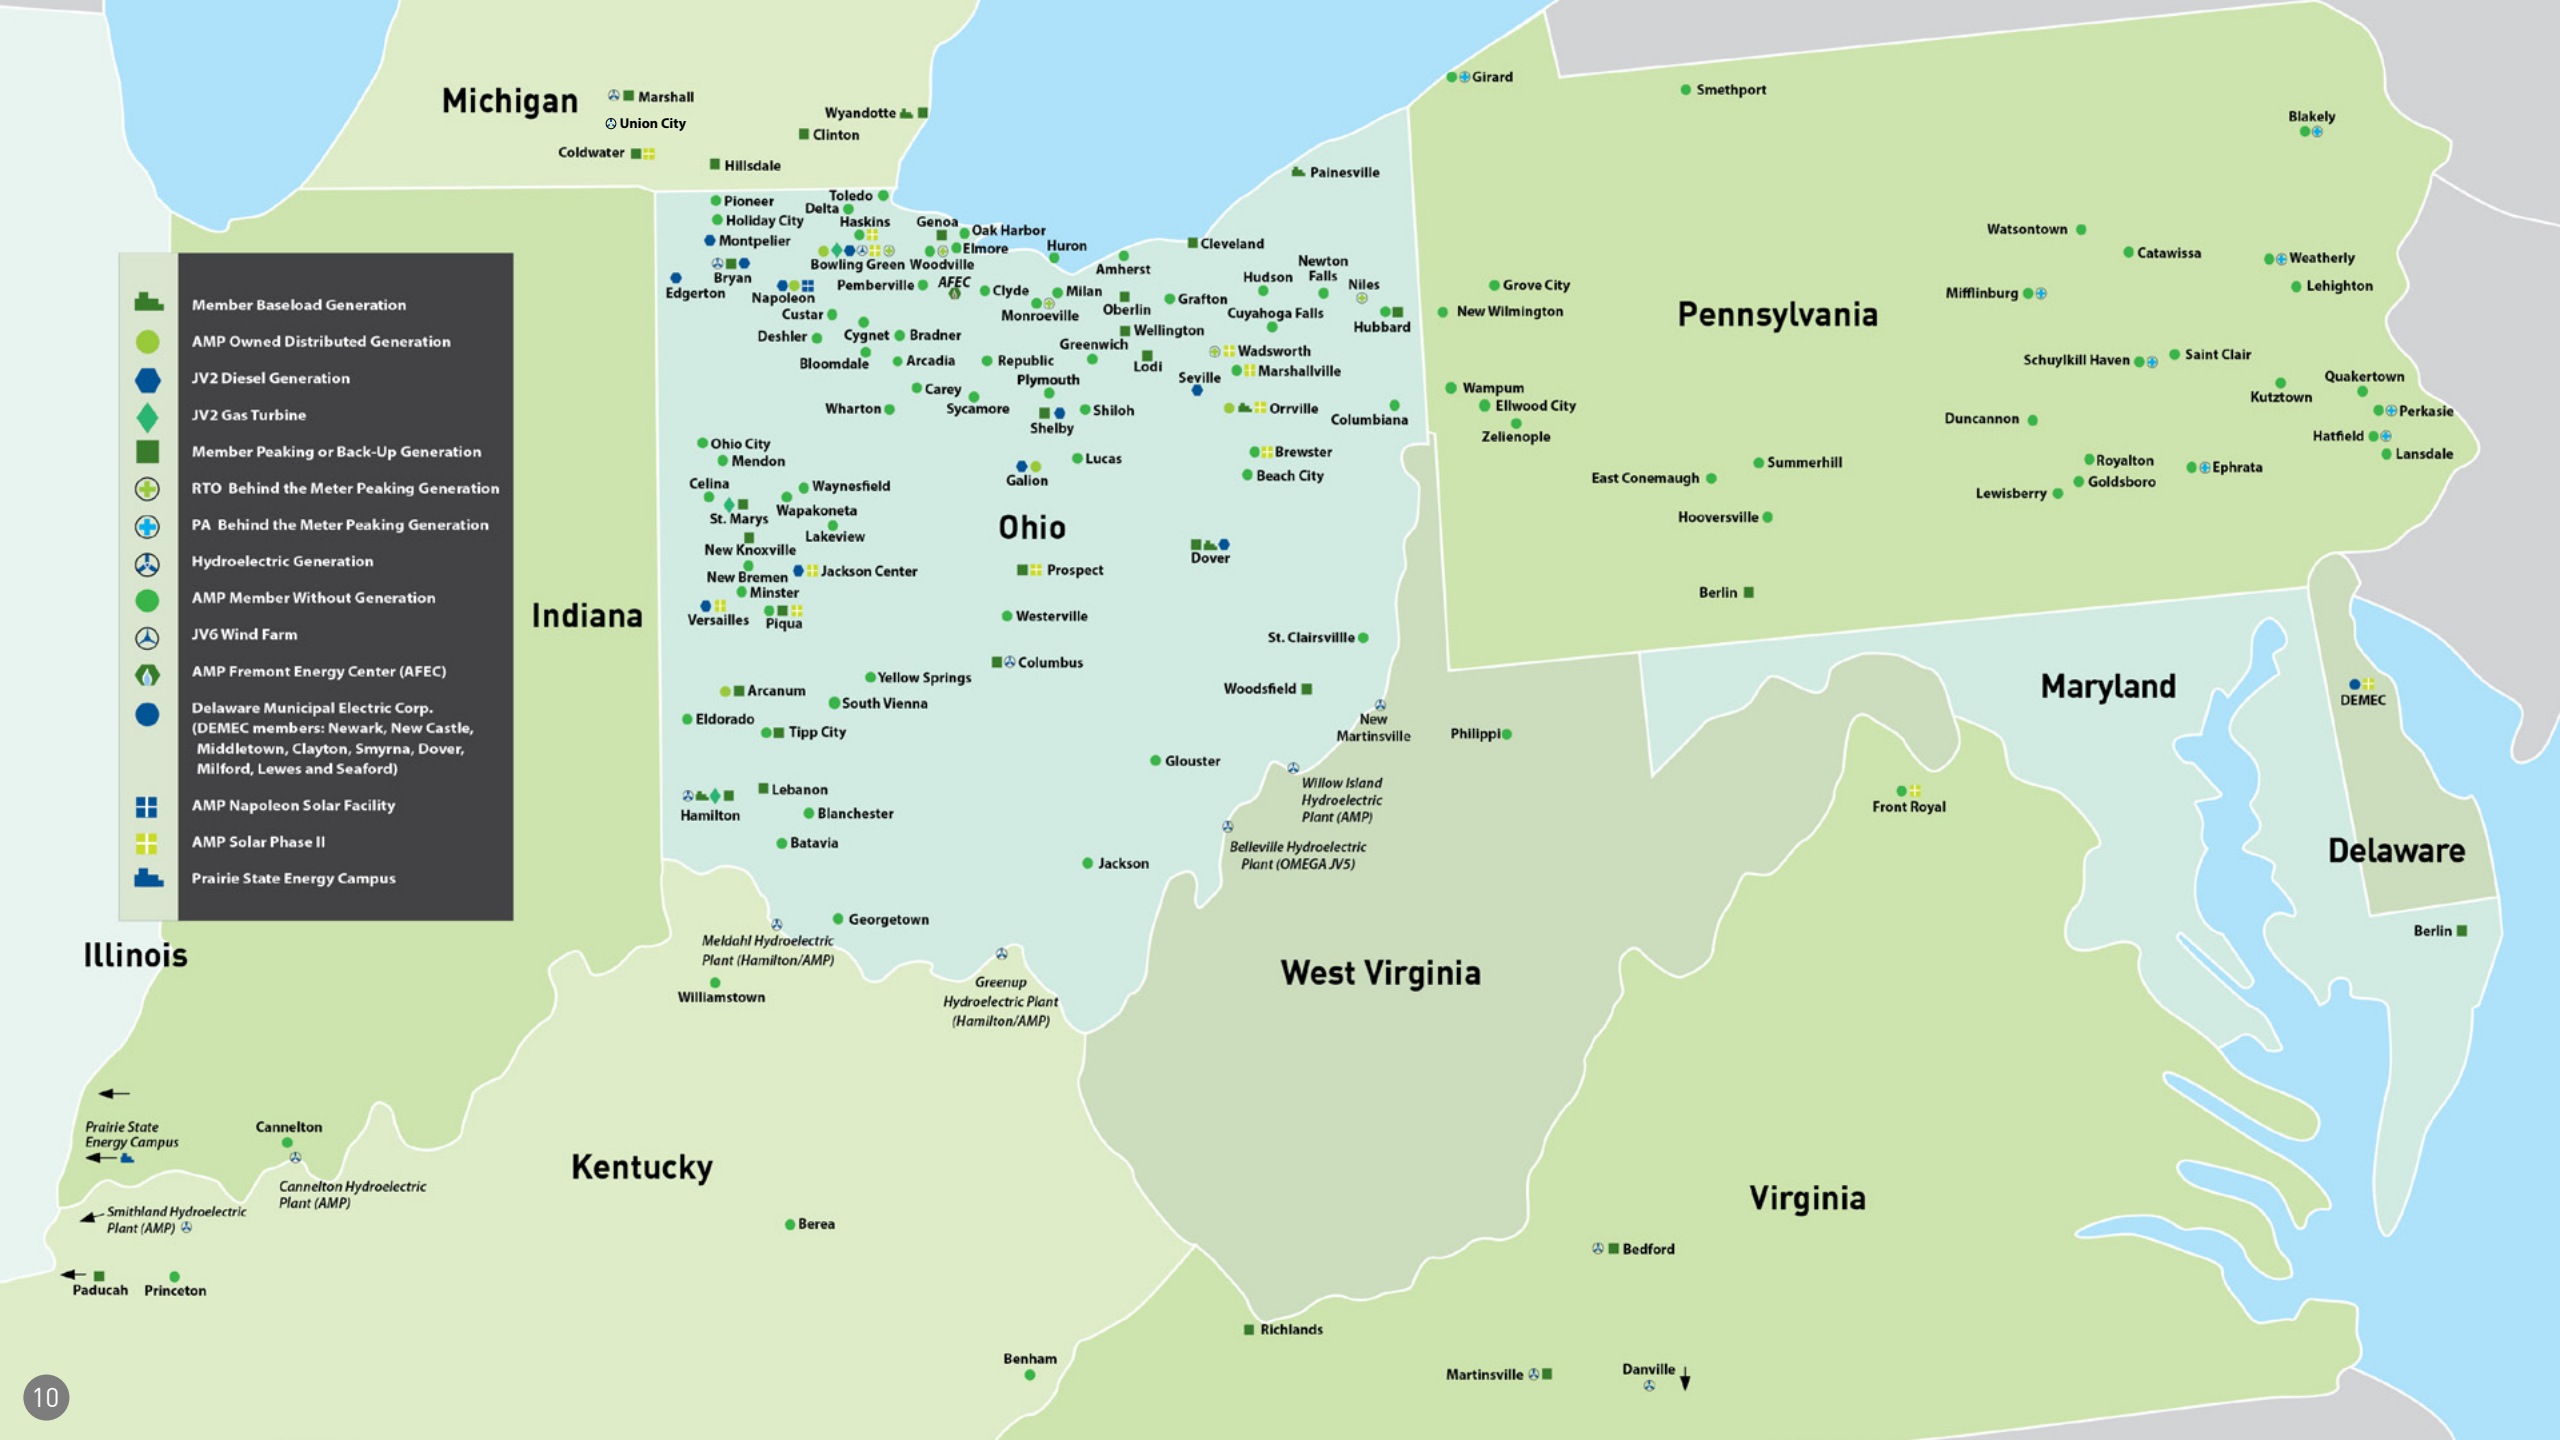 Michigan
Marshall
Union City
Wyandotte
Clinton
Coldwater
Hillsdale
Girard
Smethport
Blakely
Painesville
Pioneer
Toledo
Delta
Holiday City
Haskins
Genoa
Oak Harbor
Montpelier
Elmore
Huron
Cleveland
Bowling Green
Woodville
Amherst
Bryan
AFEC
Hudson
Newton
Falls
Niles
Edgerton
Napoleon
Pemberville
Clyde
Milan
Oberlin
Grafton
Custar
Monroeville
Cuyahoga Falls
Hubbard
Deshler
Cygnet
Bradner
Wellington
Greenwich
Wadsworth
Bloomdale
Arcadia
Republic
Lodi
Marshallville
Plymouth
Seville
Carey
Wharton
Sycamore
Shiloh
Orrville
Columbiana
Shelby
Ohio City
Mendon
Lucas
Brewster
Beach City
Galion
Celina
Waynesfield
St. Marys
Wapakoneta
Ohio
Lakeview
New Knoxville
Dover
New Bremen
Jackson Center
Prospect
Minster
Versailles
Piqua
Westerville
St. Clairsvillle
Columbus
Yellow Springs
Woodsfield
Arcanum
South Vienna
Eldorado
Tipp City
New
Martinsville
Philippi
Glouster
Lebanon
Hamilton
Blanchester
Batavia
Willow Island
Hydroelectric
Plant (AMP)
Belleville Hydroelectric
Plant (OMEGA JV5)
Jackson
Georgetown
Meldahl Hydroelectric
Plant (Hamilton/AMP)
Greenup
Hydroelectric Plant
(Hamilton/AMP)
Williamstown
Pennsylvania
Watsontown
Catawissa
Weatherly
Grove City
Mifflinburg
Lehighton
New Wilmington
Schuylkill Haven
Saint Clair
Quakertown
Kutztown
Wampum
Ellwood City
Perkasie
Zelienople
Duncannon
Hatfield
Lansdale
Summerhill
Royalton
Ephrata
East Conemaugh
Goldsboro
Lewisberry
Hooversville
Berlin
Maryland
DEMEC
Front Royal
Delaware
Berlin
West Virginia
Virginia
Bedford
Richlands
Martinsville
Danville
Indiana
Illinois
Member Baseload Generation
AMP Owned Distributed Generation
JV2 Diesel Generation
JV2 Gas Turbine
Member Peaking or Back-Up Generation
RTO Behind the Meter Peaking Generation
PA Behind the Meter Peaking Generation
Hydroelectric Generation
AMP Member Without Generation
JV6 Wind Farm
AMP Fremont Energy Center (AFEC)
Delaware Municipal Electric Corp.
(DEMEC members: Newark, New Castle,
Middletown, Clayton, Smyrna, Dover,
Milford, Lewes and Seaford)
AMP Napoleon Solar Facility
AMP Solar Phase II
Prairie State Energy Campus
Prairie State
Energy Campus
Cannelton
Cannelton Hydroelectric
Plant (AMP)
Smithland Hydroelectric
Plant (AMP)
Paducah
Princeton
Kentucky
Berea
Benham
10